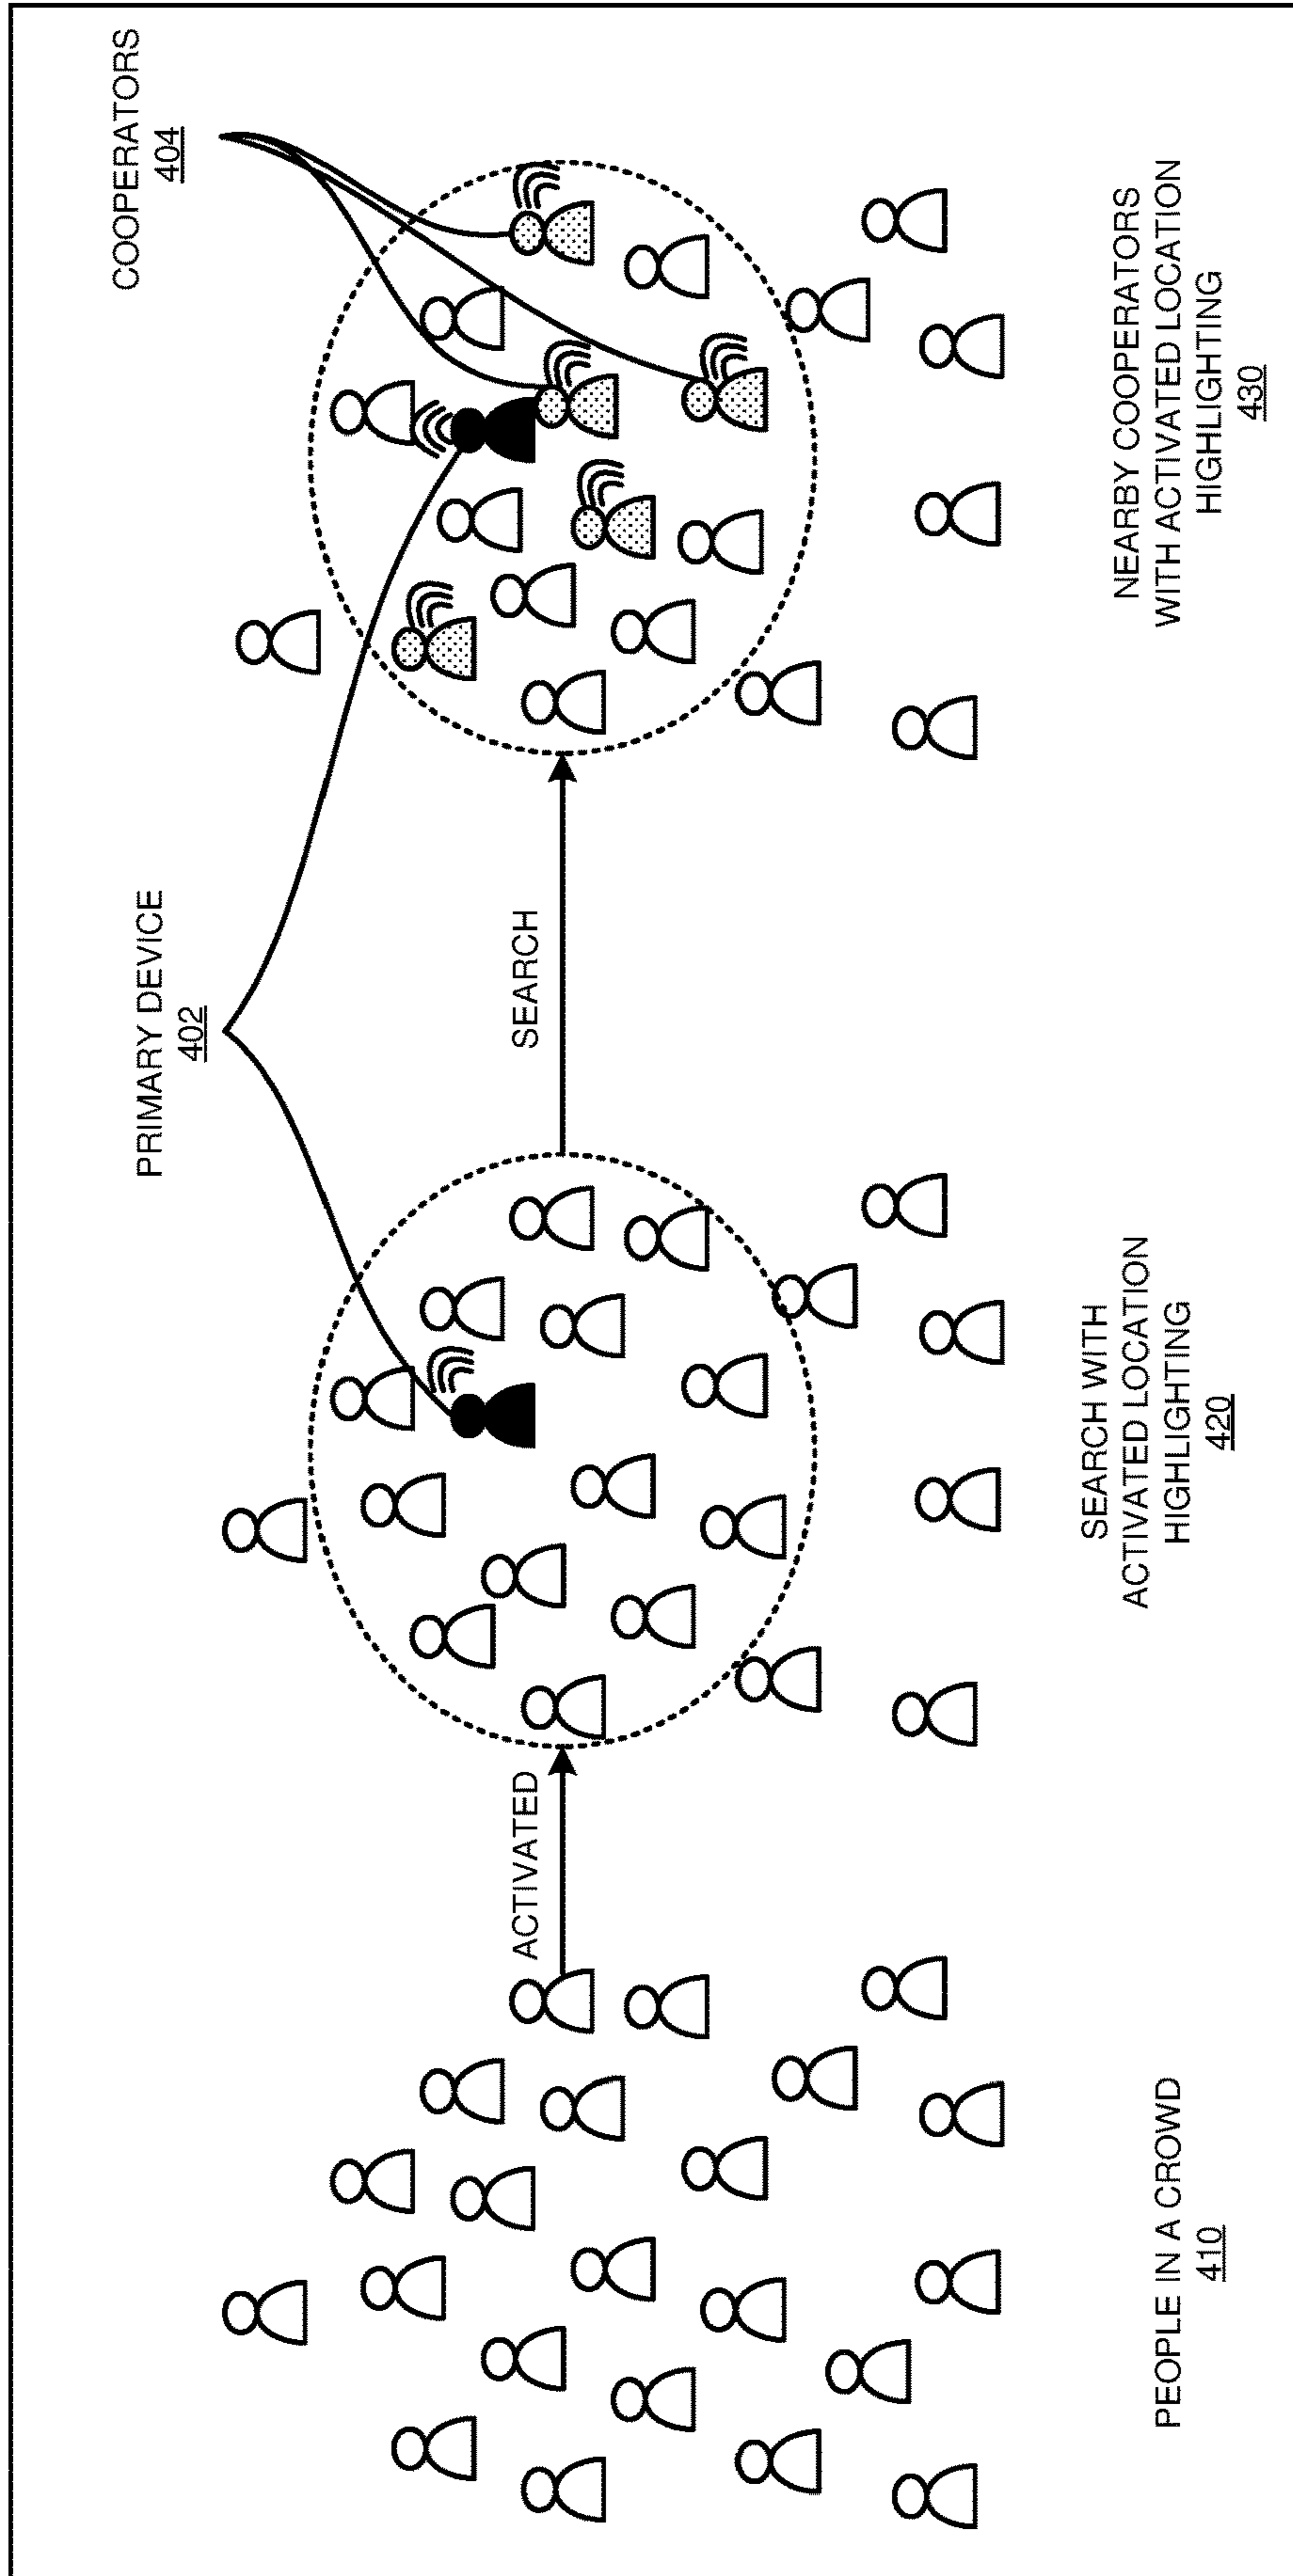 PRIMARY DEVICE
402
COOPERATORS
404
ACTIVATED
SEARCH
PEOPLE IN A CROWD
410
SEARCH WITH
ACTIVATED LOCATION
HIGHLIGHTING
420
NEARBY COOPERATORS
WITH ACTIVATED LOCATION
HIGHLIGHTING
430